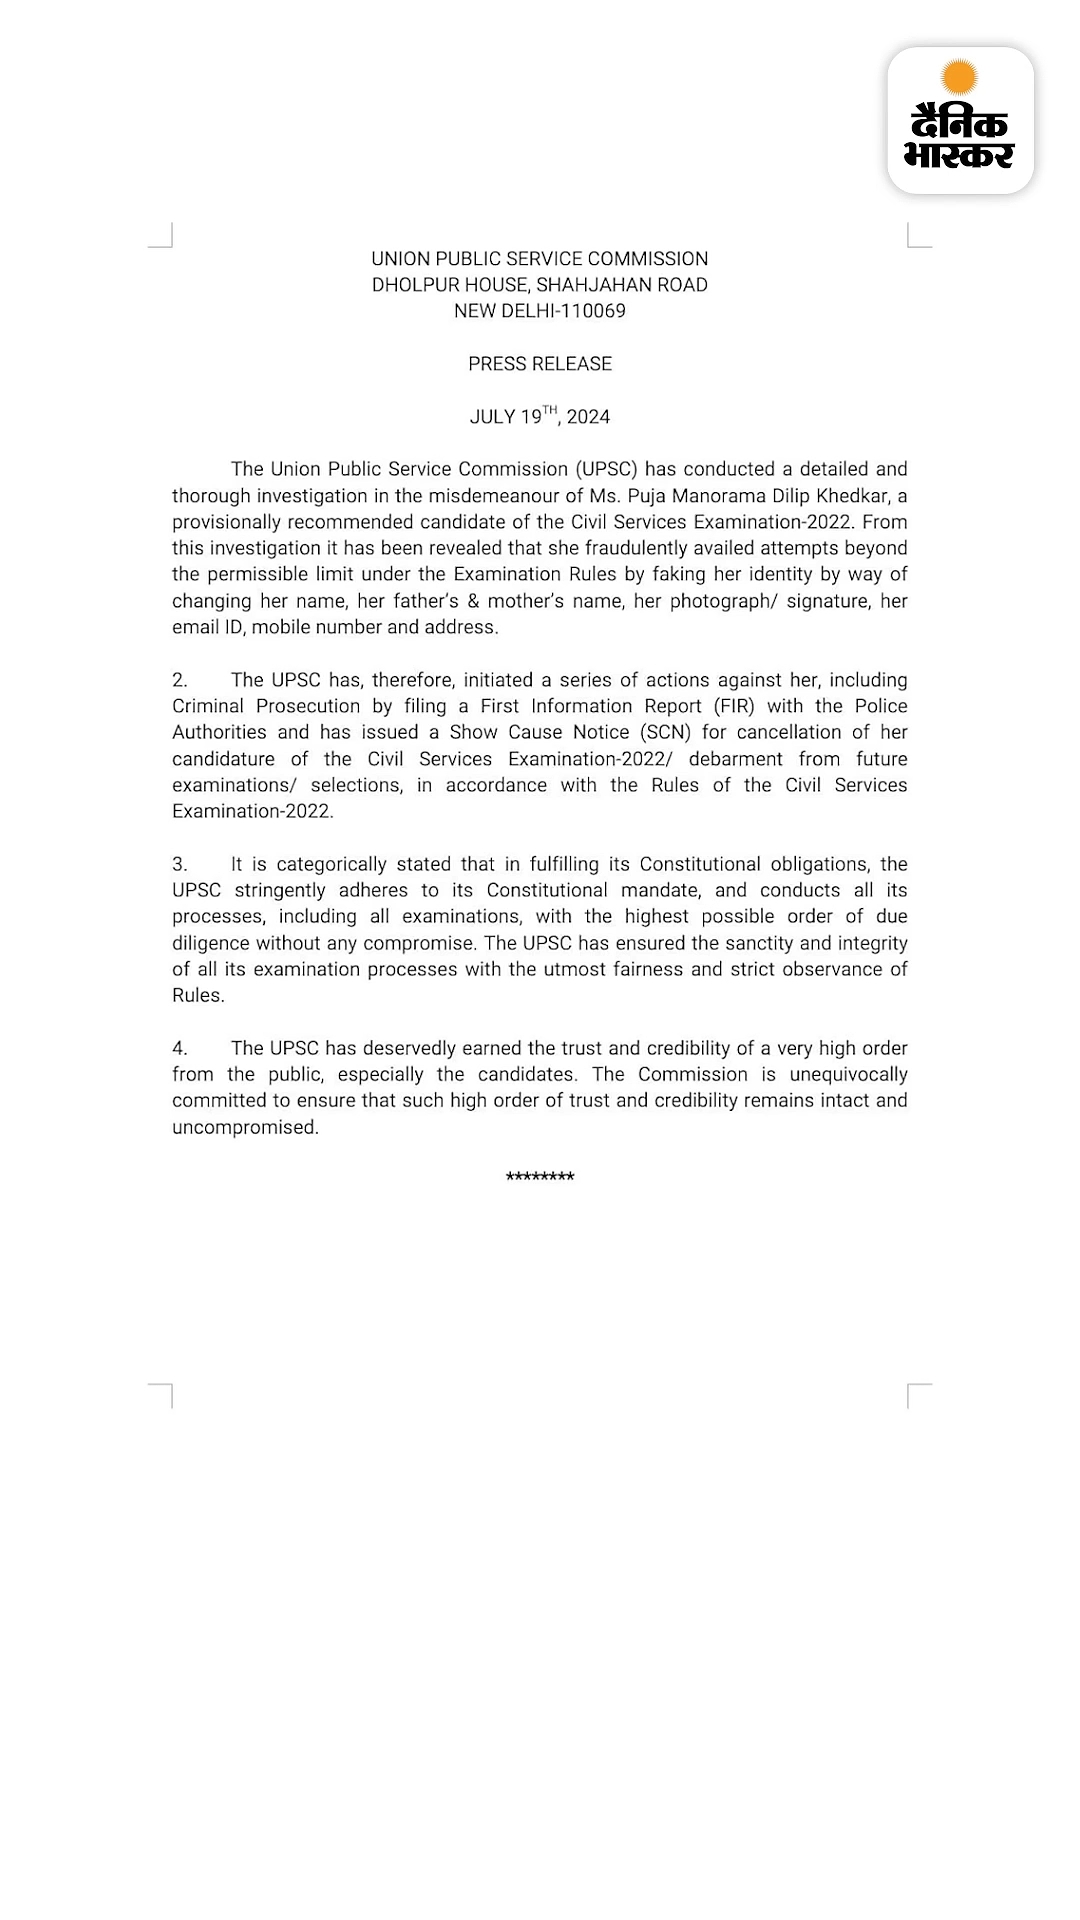 दैनिक
भास्कर
UNION PUBLIC SERVICE COMMISSION
DHOLPUR HOUSE, SHAHJAHAN ROAD
NEW DELHI-110069
PRESS RELEASE
JULY 19TH, 2024
The Union Public Service Commission (UPSC) has conducted a detailed and
thorough investigation in the misdemeanour of Ms. Puja Manorama Dilip Khedkar, a
provisionally recommended candidate of the Civil Services Examination-2022. From
this investigation it has been revealed that she fraudulently availed attempts beyond
the permissible limit under the Examination Rules by faking her identity by way of
changing her name, her father's & mother's name, her photograph/ signature, her
email ID, mobile number and address.
2. The UPSC has, therefore, initiated a series of actions against her, including
Criminal Prosecution by filing a First Information Report (FIR) with the Police
Authorities and has issued a Show Cause Notice (SCN) for cancellation of her
candidature of the Civil Services Examination-2022/ debarment from future
examinations/ selections, in accordance with the Rules of the Civil Services
Examination-2022.
3. It is categorically stated that in fulfilling its Constitutional obligations, the
UPSC stringently adheres to its Constitutional mandate, and conducts all its
processes, including all examinations, with the highest possible order of due
diligence without any compromise. The UPSC has ensured the sanctity and integrity
of all its examination processes with the utmost fairness and strict observance of
Rules.
4. The UPSC has deservedly earned the trust and credibility of a very high order
from the public, especially the candidates. The Commission is unequivocally
committed to ensure that such high order of trust and credibility remains intact and
uncompromised.
********